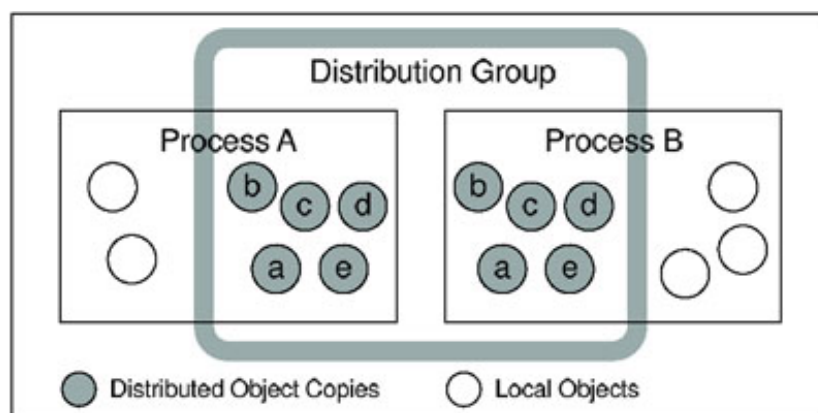 Distribution Group
Process A
Process B
b
c
d
a
e
b
c
d
a
e
Distributed Object Copies
Local Objects